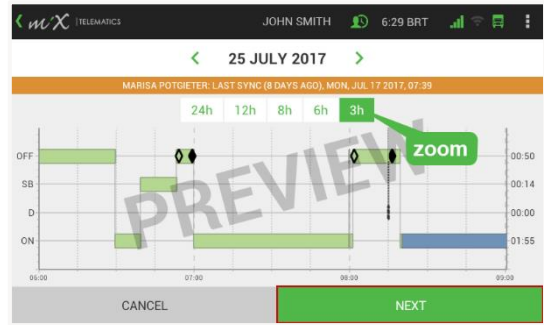 mix TELEMATICS JOHN SMITH 6:29 BRT
25 JULY 2017
MARISA POTGIETER: LAST SYNC (8 DAYS AGO), MON, JUL 17 2017, 07:39
24h 12h 8h 6h 3h
zoom
OFF 00:50
SB 00:14
D 00:00
ON 01:55
PREVIEW
06:00 07:00 08:00 09:00
CANCEL NEXT